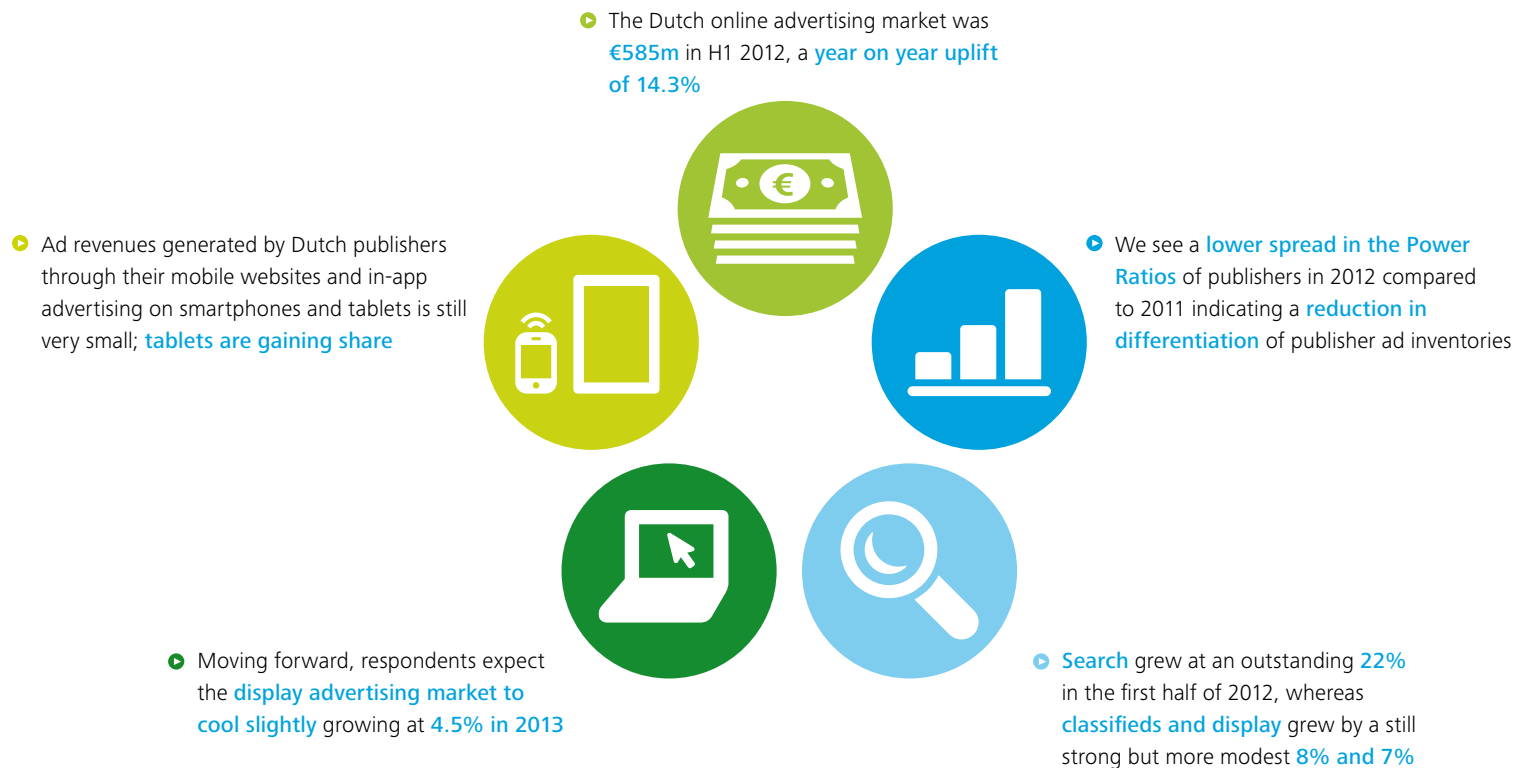 The Dutch online advertising market was
€585m in H1 2012, a year on year uplift
of 14.3%
€
Ad revenues generated by Dutch publishers
through their mobile websites and in-app
advertising on smartphones and tablets is still
very small; tablets are gaining share
We see a lower spread in the Power
Ratios of publishers in 2012 compared
to 2011 indicating a reduction in
differentiation of publisher ad inventories
Moving forward, respondents expect
the display advertising market to
cool slightly growing at 4.5% in 2013
Search grew at an outstanding 22%
in the first half of 2012, whereas
classifieds and display grew by a still
strong but more modest 8% and 7%